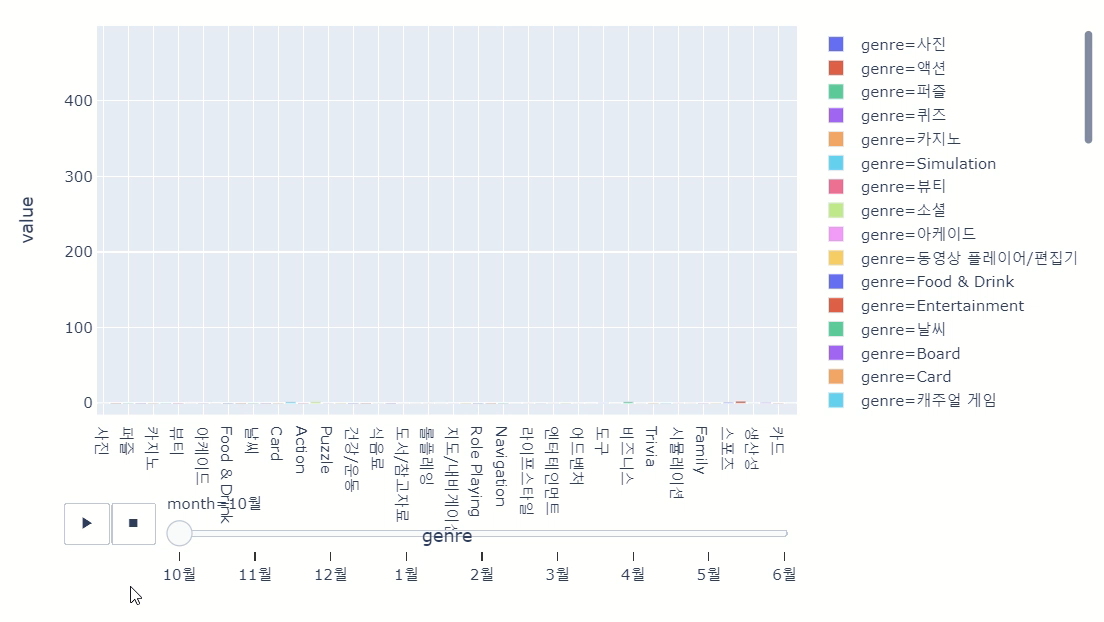 value
400
300
200
100
0
사진
퍼즐
카지노
뷰티
아케이드
Food & Drink
날씨
Card
Action
Puzzle
건강/운동
식음료
도서/참고자료
롤플레잉
지도/내비게이션
Role Playing
Navigation
라이프스타일
엔터테인먼트
어드벤처
도구
비즈니스
Trivia
시뮬레이션
Family
스포츠
생산성
카드
genre
month=10월
10월
11월
12월
1월
2월
3월
4월
5월
6월
genre=사진
genre=액션
genre=퍼즐
genre=퀴즈
genre=카지노
genre=Simulation
genre=뷰티
genre=소셜
genre=아케이드
genre=동영상 플레이어/편집기
genre=Food & Drink
genre=Entertainment
genre=날씨
genre=Board
genre=Card
genre=캐주얼 게임